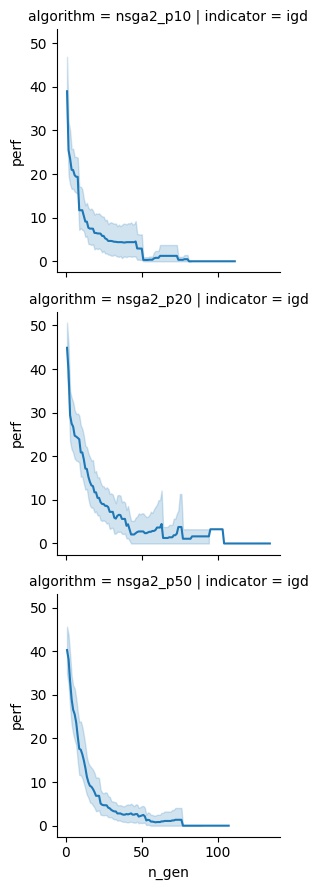 algorithm = nsga2_p10 | indicator = igd
50
40
30
20
10
0
perf
algorithm = nsga2_p20 | indicator = igd
50
40
30
20
10
0
perf
algorithm = nsga2_p50 | indicator = igd
50
40
30
20
10
0
perf
0 50 100
n_gen